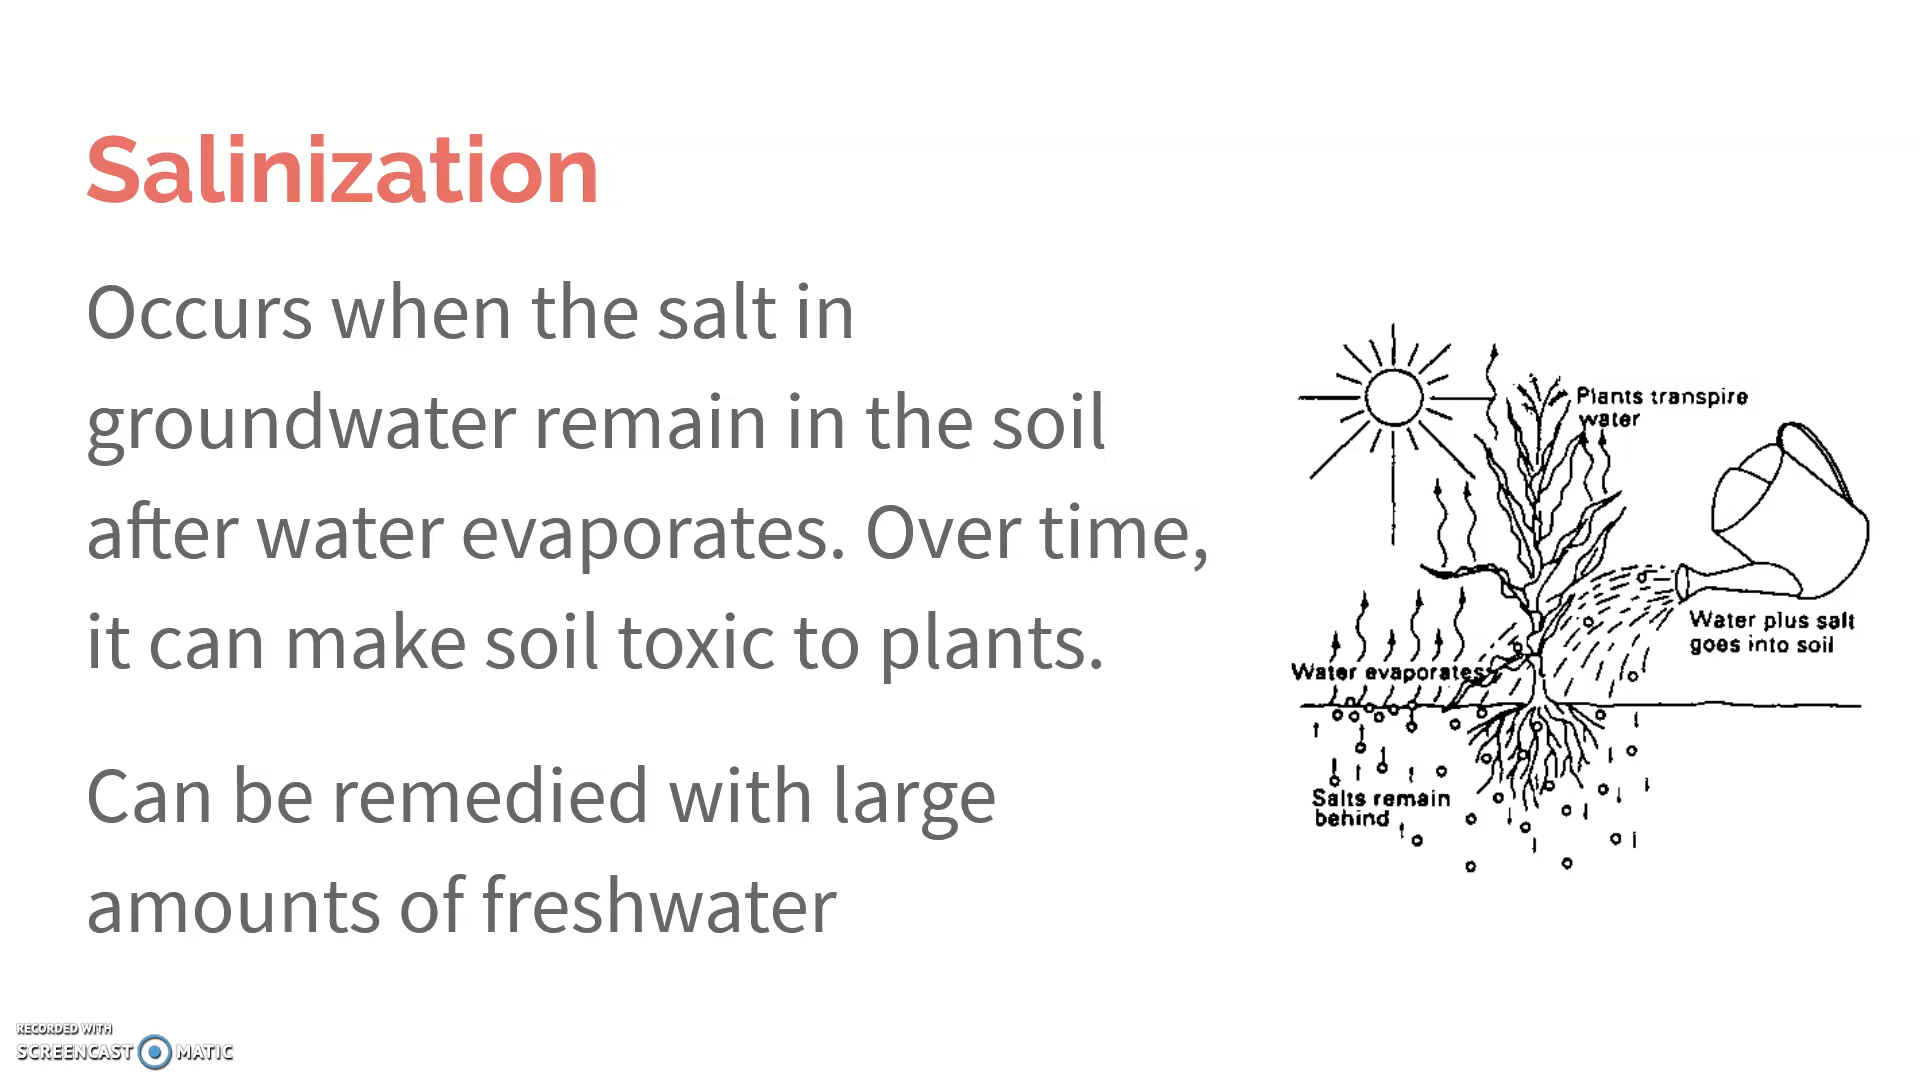 Salinization
Occurs when the salt in
groundwater remain in the soil
after water evaporates. Over time,
it can make soil toxic to plants.
Can be remedied with large
amounts of freshwater
Plants transpire
water
Water plus salt
goes into soil
Water evaporates
Salts remain
behind
RECORDED WITH
SCREENCAST MATIC